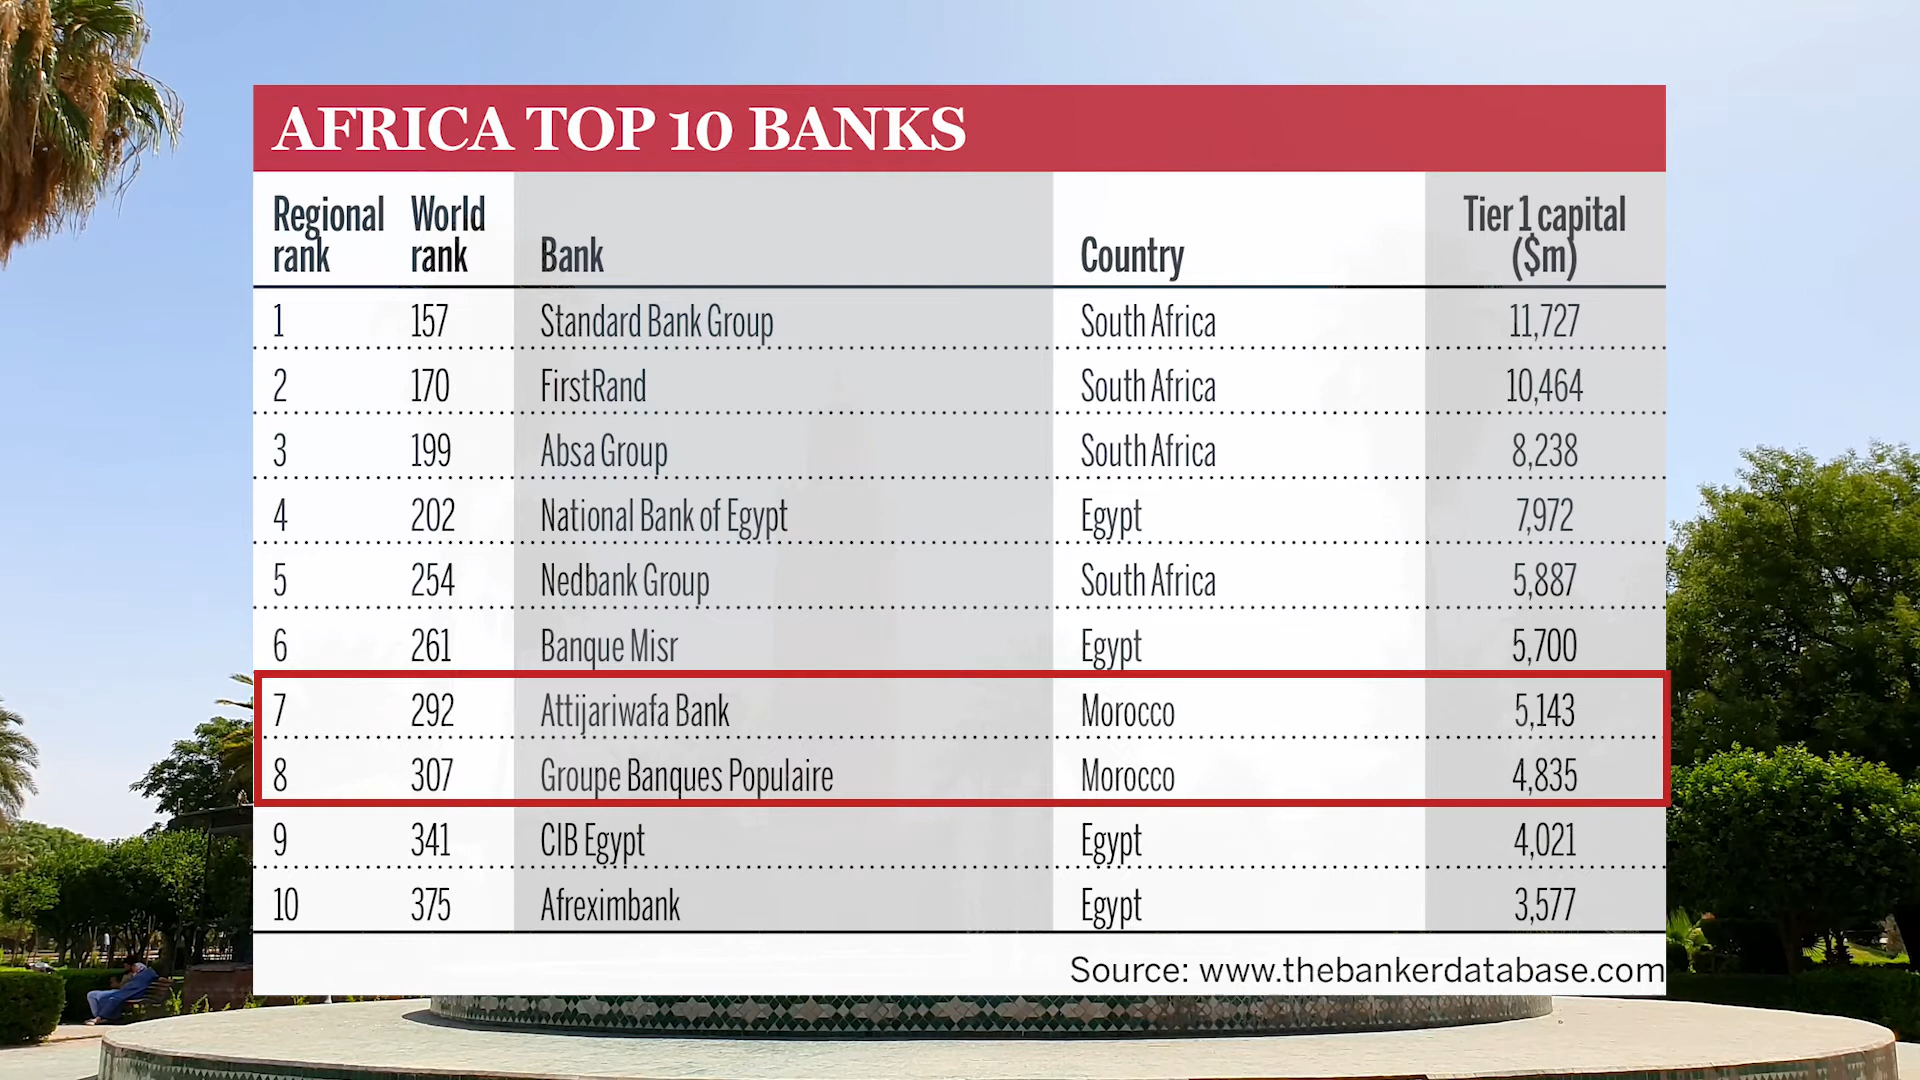 AFRICA TOP 10 BANKS
Regional rank World rank Bank Country Tier 1 capital ($m)
1 157 Standard Bank Group South Africa 11,727
2 170 FirstRand South Africa 10,464
3 199 Absa Group South Africa 8,238
4 202 National Bank of Egypt Egypt 7,972
5 254 Nedbank Group South Africa 5,887
6 261 Banque Misr Egypt 5,700
7 292 Attijariwafa Bank Morocco 5,143
8 307 Groupe Banques Populaire Morocco 4,835
9 341 CIB Egypt Egypt 4,021
10 375 Afreximbank Egypt 3,577
Source: www.thebankerdatabase.com